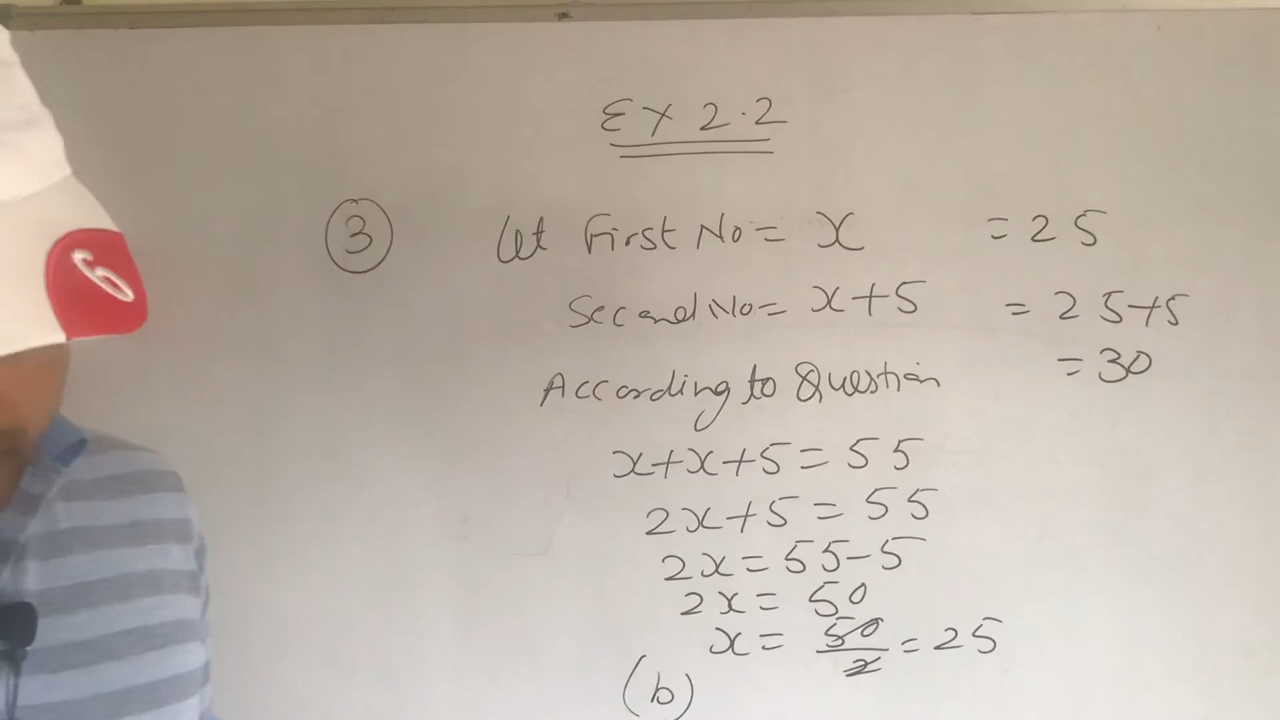 EX 2.2
3 Let First No = x = 25
Second No = x+5 = 25+5
= 30
According to Question
x+x+5 = 55
2x+5 = 55
2x = 55-5
2x = 50
x = 50/2 = 25
(b)